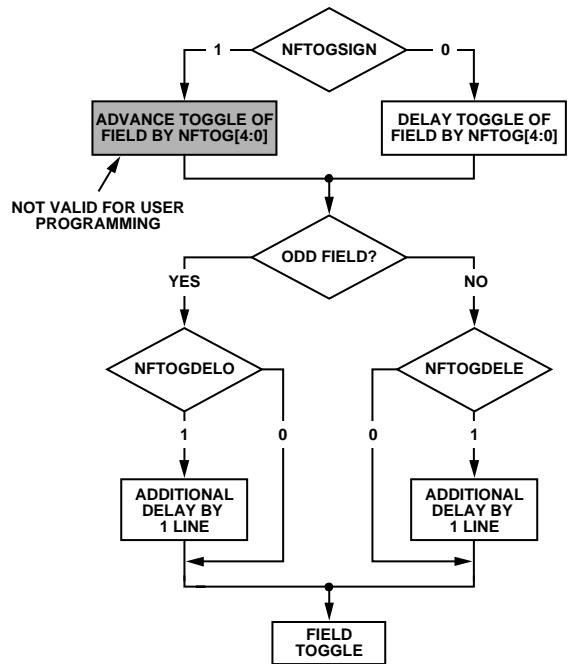 1
NFTOGSIGN
0
ADVANCE TOGGLE OF
FIELD BY NFTOG[4:0]
DELAY TOGGLE OF
FIELD BY NFTOG[4:0]
NOT VALID FOR USER
PROGRAMMING
ODD FIELD?
YES
NO
NFTOGDELO
NFTOGDELE
1
0
0
1
ADDITIONAL
DELAY BY
1 LINE
ADDITIONAL
DELAY BY
1 LINE
FIELD
TOGGLE